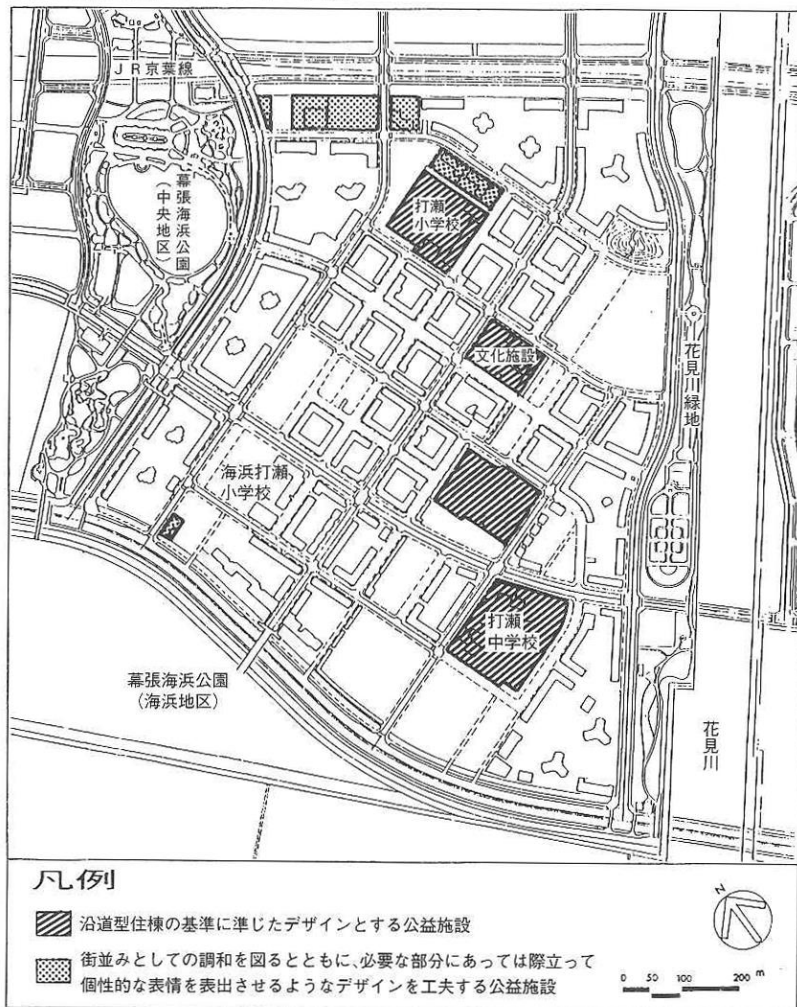 JR京葉線
幕張海浜公園
(中央地区)
打瀬
小学校
文化施設
花見川緑地
海浜打瀬
小学校
打瀬
中学校
幕張海浜公園
(海浜地区)
花見川
凡例
沿道型住棟の基準に準じたデザインとする公益施設
街並みとしての調和を図るとともに、必要な部分にあっては際立って
個性的な表情を表出させるようなデザインを工夫する公益施設
N
0 50 100 200 m